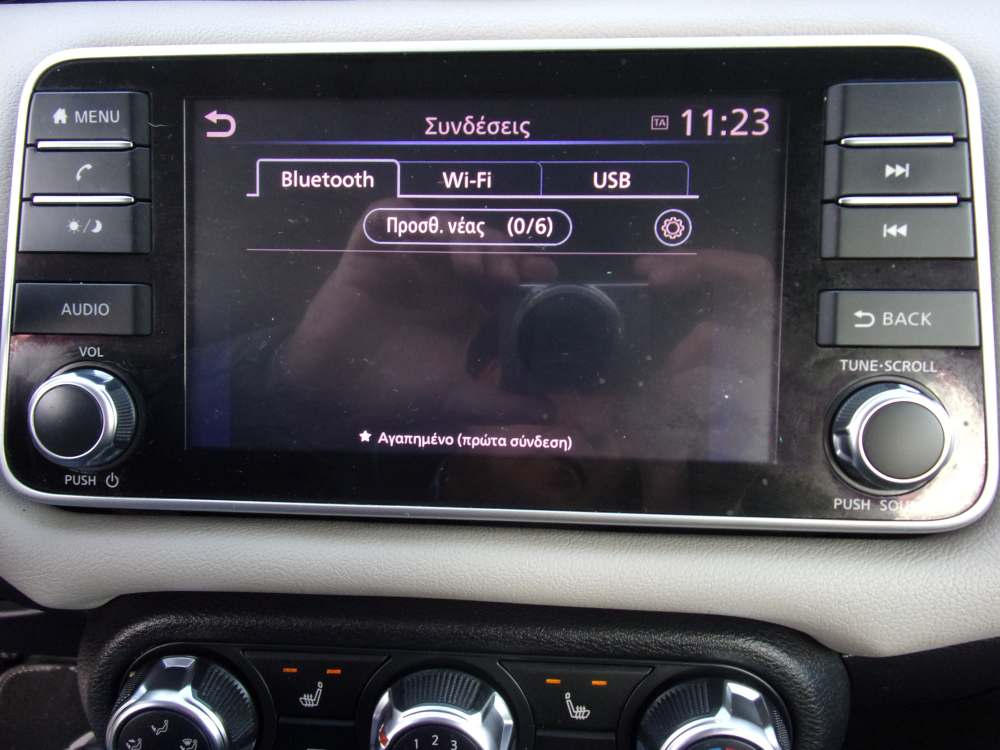 MENU
Συνδέσεις
TA
11:23
Bluetooth
Wi-Fi
USB
Προσθ. νέας (0/6)
AUDIO
BACK
VOL
TUNE·SCROLL
Αγαπημένο (πρώτα σύνδεση)
PUSH
PUSH
1 2 3